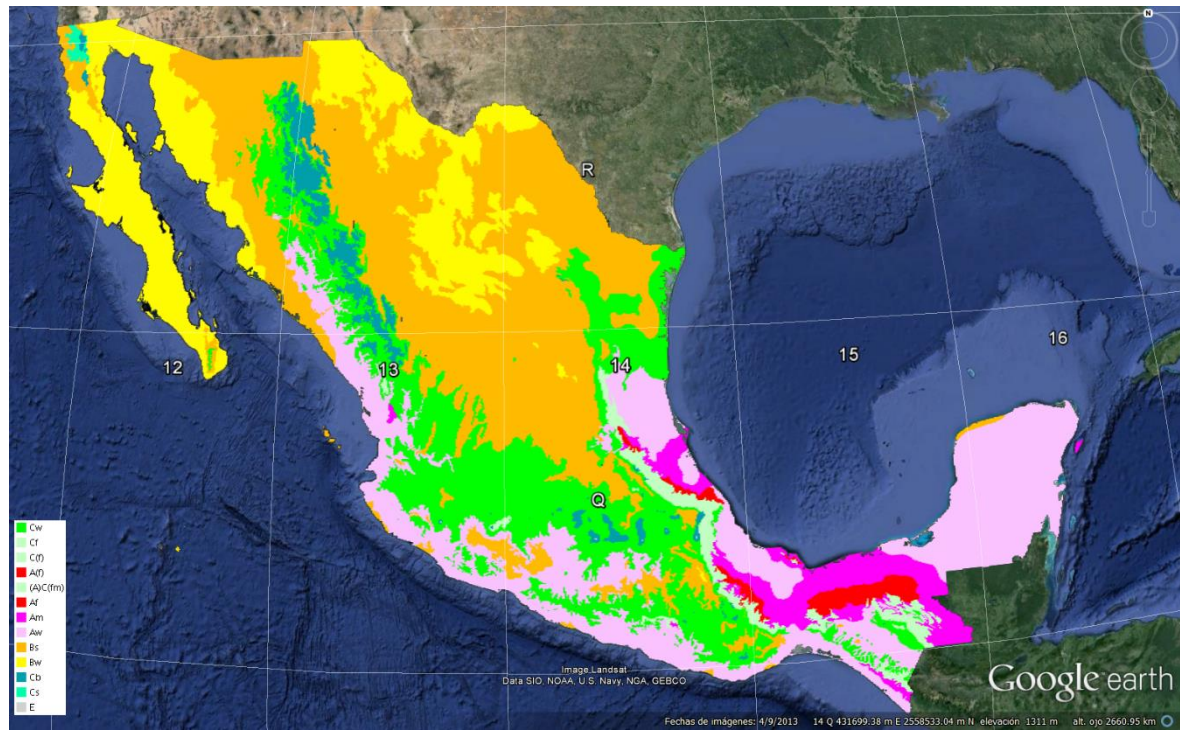 N
R
12
13
14
15
16
Q
Cw
Cf
C(f)
A(f)
(A)C(fm)
Af
Am
Aw
Bs
Bw
Cb
Cs
E
Image Landsat
Data SIO, NOAA, U.S. Navy, NGA, GEBCO
Google earth
Fechas de imágenes: 4/9/2013 14 Q 431699.38 m E 2558533.04 m N elevación 1311 m alt. ojo 2660.95 km